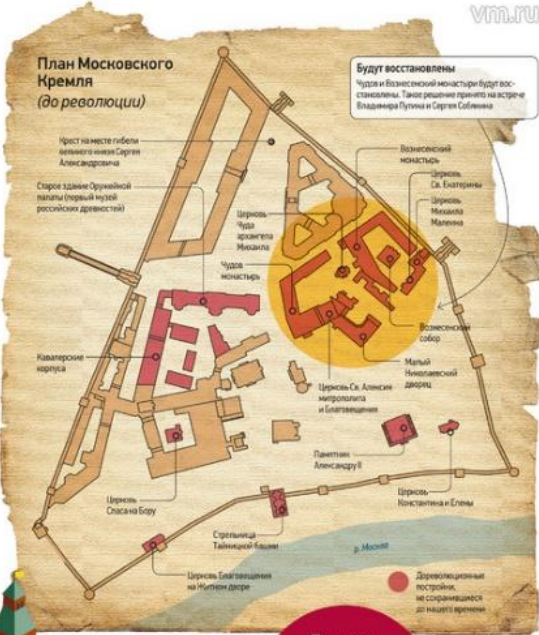 vm.ru
План Московского
Кремля
(до революции)
Будут восстановлены
Чудов и Вознесенский монастыри будут вос-
становлены. Такое решение принято на встрече
Владимира Путина и Сергея Собянина
Крест на месте гибели
великого князя Сергея
Александровича
Старое здание Оружейной
палаты (первый музей
российских древностей)
Вознесенский
монастырь
Церковь
Св. Екатерины
Церковь
Михаила
Малеина
Церковь
Чуда
архангела
Михаила
Чудов
монастырь
Вознесенский
собор
Малый
Николаевский
дворец
Кавалерские
корпуса
Церковь Св. Алексия
митрополита
и Благовещения
Памятник
Александру II
Церковь
Спаса на Бору
Церковь
Константина и Елены
Стрельница
Тайницкой башни
р. Москва
Церковь Благовещения
на Житном дворе
Дореволюционные
постройки,
не сохранившиеся
до нашего времени